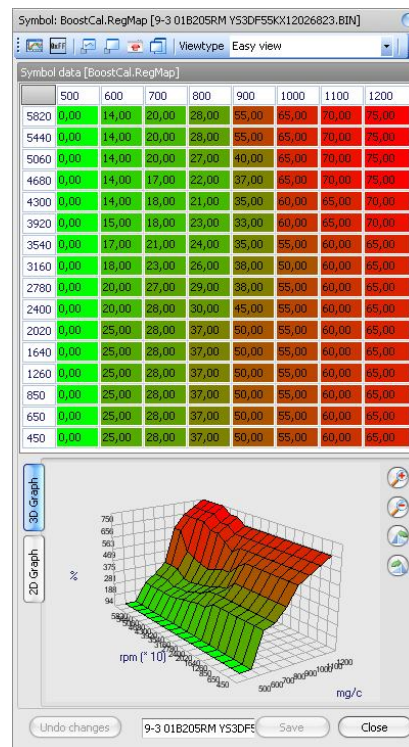 Symbol: BoostCal.RegMap [9-3 01B205RM YS3DF55KX12026823.BIN]
0xFF Viewtype Easy view
Symbol data [BoostCal.RegMap]
500 600 700 800 900 1000 1100 1200
5820 0,00 14,00 20,00 28,00 55,00 65,00 70,00 75,00
5440 0,00 14,00 20,00 28,00 55,00 65,00 70,00 75,00
5060 0,00 14,00 20,00 27,00 40,00 65,00 70,00 75,00
4680 0,00 14,00 17,00 22,00 37,00 65,00 70,00 75,00
4300 0,00 14,00 18,00 21,00 35,00 60,00 65,00 70,00
3920 0,00 15,00 18,00 23,00 33,00 60,00 65,00 70,00
3540 0,00 17,00 21,00 24,00 35,00 55,00 60,00 65,00
3160 0,00 18,00 23,00 26,00 38,00 50,00 60,00 65,00
2780 0,00 20,00 27,00 29,00 38,00 55,00 60,00 65,00
2400 0,00 20,00 28,00 30,00 45,00 55,00 60,00 65,00
2020 0,00 25,00 28,00 37,00 50,00 55,00 60,00 65,00
1640 0,00 25,00 28,00 37,00 50,00 55,00 60,00 65,00
1260 0,00 25,00 28,00 37,00 50,00 55,00 60,00 65,00
850 0,00 25,00 28,00 37,00 50,00 55,00 60,00 65,00
650 0,00 25,00 28,00 37,00 50,00 55,00 60,00 65,00
450 0,00 25,00 28,00 37,00 50,00 55,00 60,00 65,00
3D Graph
2D Graph
750
656
563
469
375
281
188
94
%
rpm (* 10)
1640
1260
850
650
450
500 600 700 800 900 1000 1100 1200
mg/c
Undo changes 9-3 01B205RM YS3DF5 Save Close